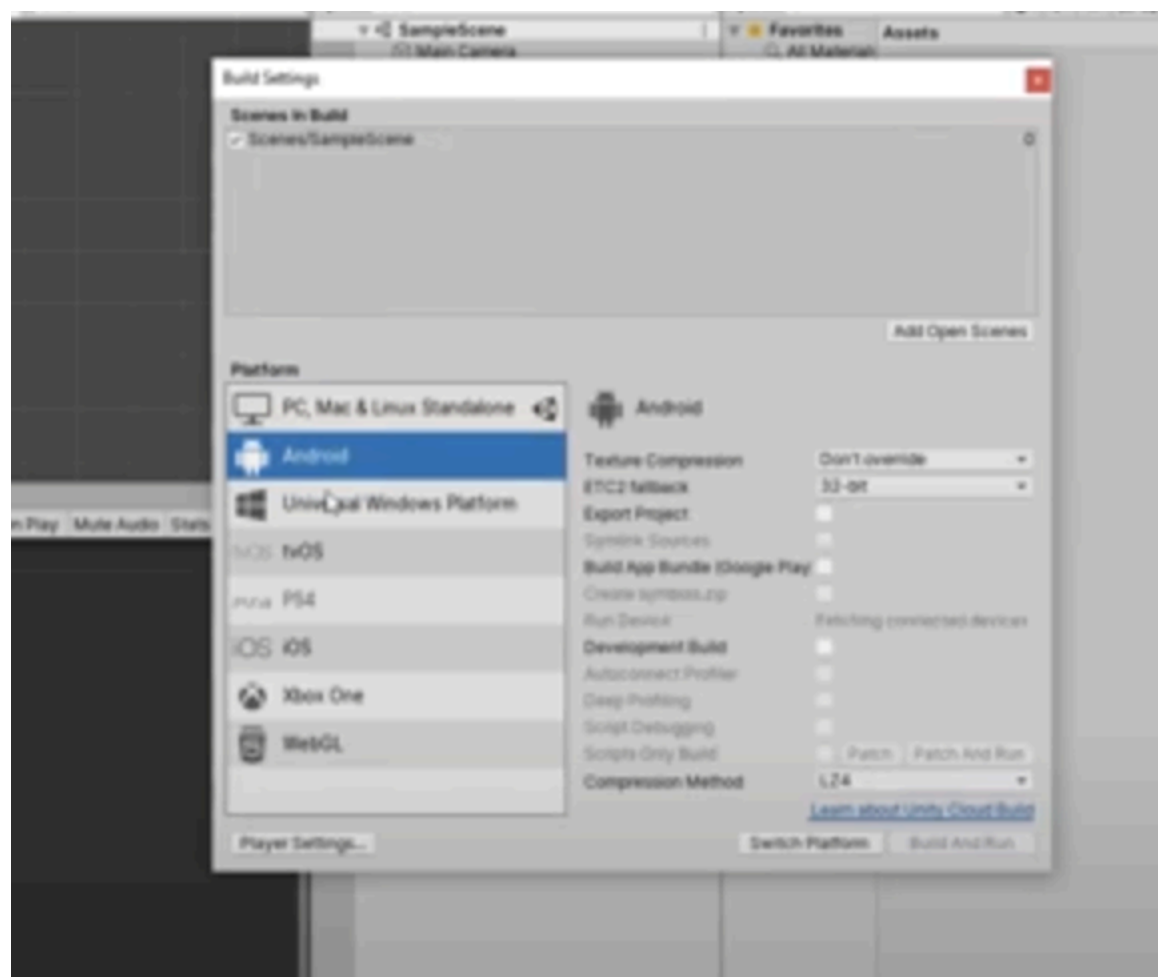 SampleScene
Favorites
Assets
Main Camera
All Material
Build Settings
Scenes In Build
Scenes/SampleScene
0
Add Open Scenes
Platform
PC, Mac & Linux Standalone
Android
Android
Universal Windows Platform
tvOS tvOS
PS4
iOS iOS
Xbox One
WebGL
Texture Compression Don't override
ETC2 fallback 32-bit
Export Project
Symlink Sources
Build App Bundle (Google Play
Create symbols.zip
Run Device Fetching connected devices
Development Build
Autoconnect Profiler
Deep Profiling
Script Debugging
Scripts Only Build Patch Patch And Run
Compression Method LZ4
Learn about Unity Cloud Build
Player Settings...
Switch Platform
Build And Run
n Play Mute Audio Stats